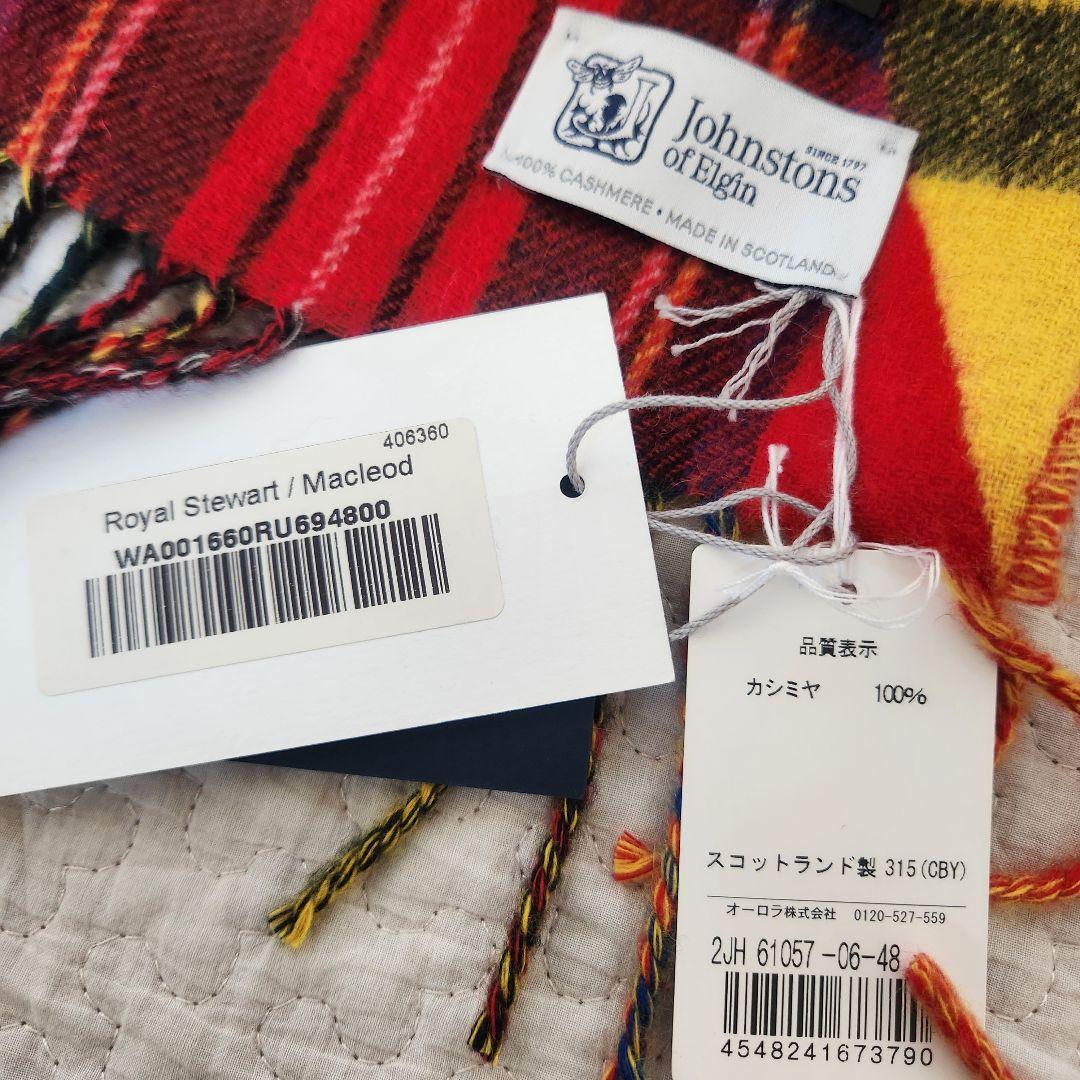 Johnstons
SINCE 1797
of Elgin
100% CASHMERE • MADE IN SCOTLAND
406360
Royal Stewart / Macleod
WA001660RU694800
品質表示
カシミヤ 100%
スコットランド製 315(CBY)
オーロラ株式会社 0120-527-559
2JH 61057-06-48
4548241673790